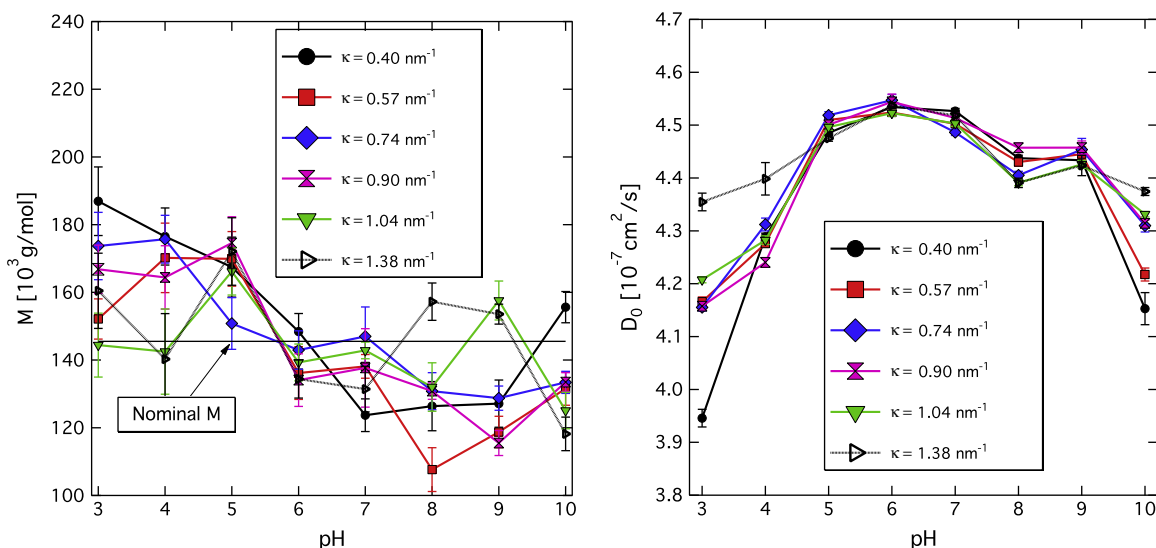 240
220
200
180
160
140
120
100
M [10³ g/mol]
κ = 0.40 nm⁻¹
κ = 0.57 nm⁻¹
κ = 0.74 nm⁻¹
κ = 0.90 nm⁻¹
κ = 1.04 nm⁻¹
κ = 1.38 nm⁻¹
Nominal M
3 4 5 6 7 8 9 10
pH
4.7
4.6
4.5
4.4
4.3
4.2
4.1
4.0
3.9
3.8
D₀ [10⁻⁷ cm²/s]
κ = 0.40 nm⁻¹
κ = 0.57 nm⁻¹
κ = 0.74 nm⁻¹
κ = 0.90 nm⁻¹
κ = 1.04 nm⁻¹
κ = 1.38 nm⁻¹
3 4 5 6 7 8 9 10
pH